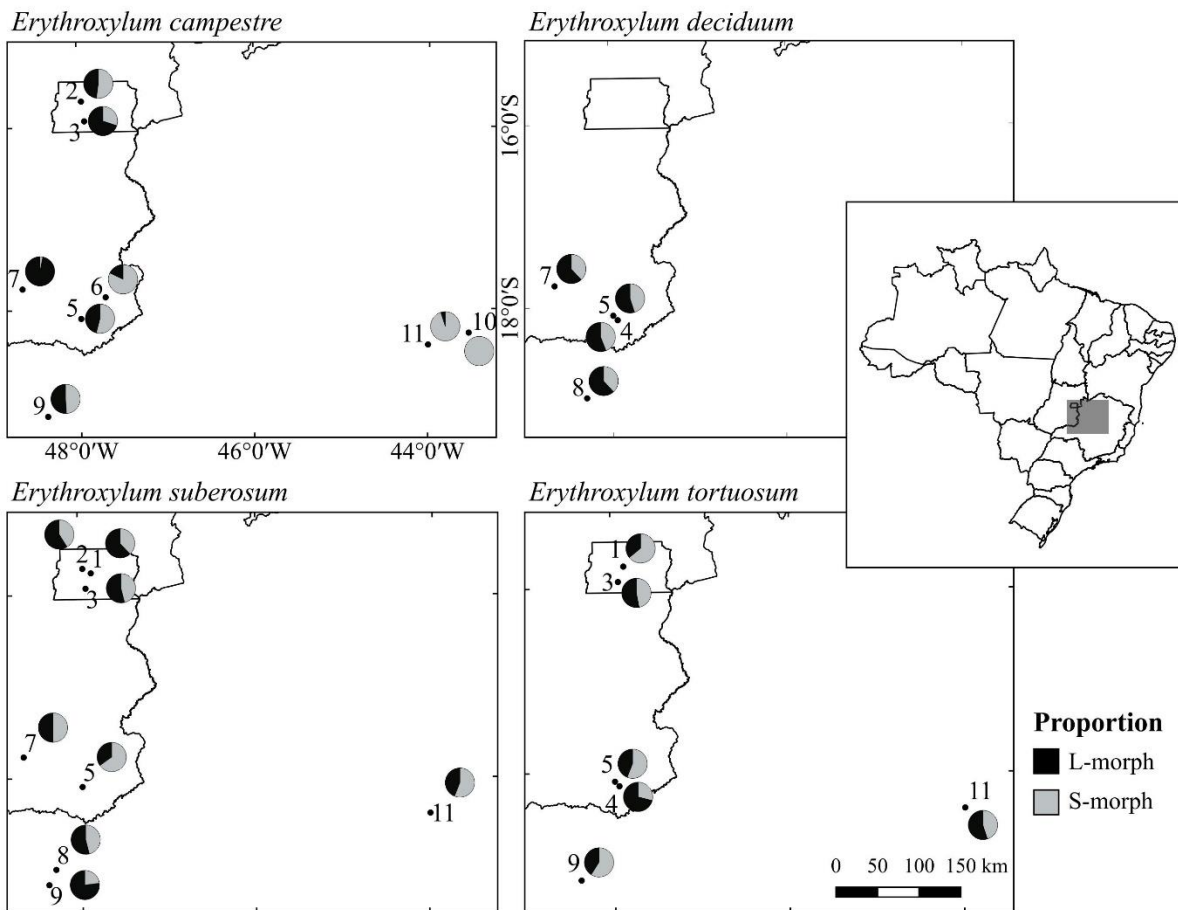 Erythroxylum campestre
Erythroxylum deciduum
2
3
7
6
5
11
10
9
48°0'W
46°0'W
44°0'W
16°0'S
18°0'S
7
5
4
8
Erythroxylum suberosum
Erythroxylum tortuosum
2
1
3
7
5
11
8
9
1
3
5
4
11
9
Proportion
L-morph
S-morph
0 50 100 150 km